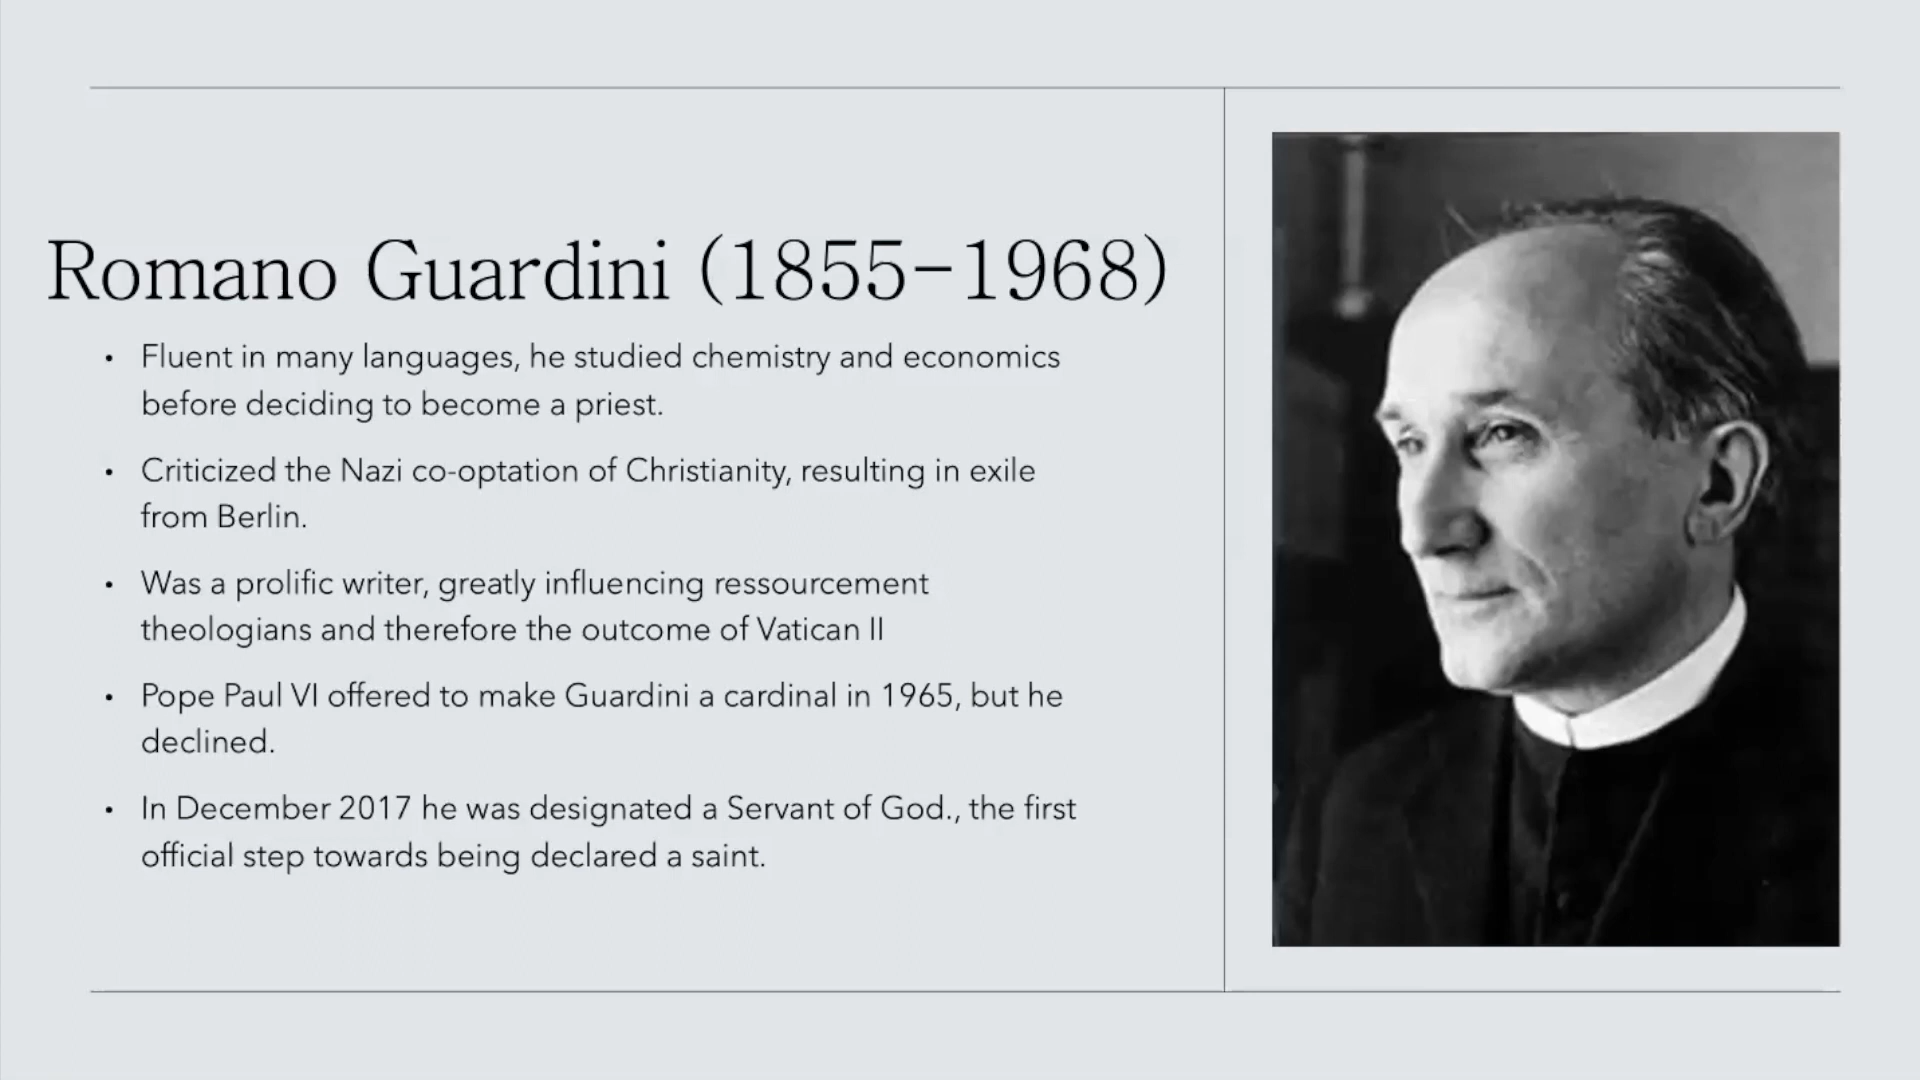 Romano Guardini (1855-1968)
• Fluent in many languages, he studied chemistry and economics
before deciding to become a priest.
• Criticized the Nazi co-optation of Christianity, resulting in exile
from Berlin.
• Was a prolific writer, greatly influencing ressourcement
theologians and therefore the outcome of Vatican II
• Pope Paul VI offered to make Guardini a cardinal in 1965, but he
declined.
• In December 2017 he was designated a Servant of God., the first
official step towards being declared a saint.